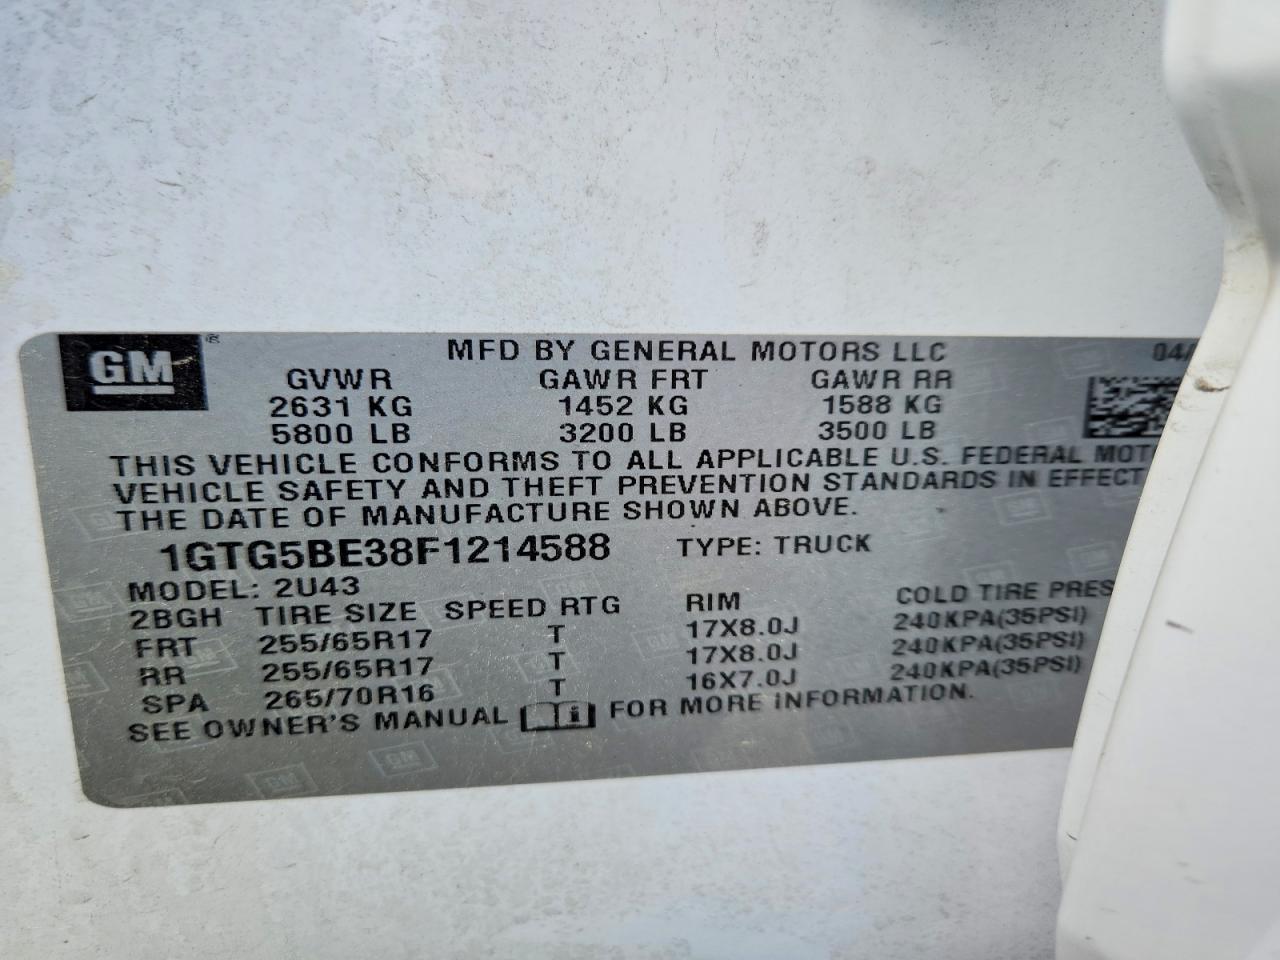 GM®
MFD BY GENERAL MOTORS LLC 04/
GVWR GAWR FRT GAWR RR
2631 KG 1452 KG 1588 KG
5800 LB 3200 LB 3500 LB
THIS VEHICLE CONFORMS TO ALL APPLICABLE U.S. FEDERAL MOT
VEHICLE SAFETY AND THEFT PREVENTION STANDARDS IN EFFECT
THE DATE OF MANUFACTURE SHOWN ABOVE.
1GTG5BE38F1214588 TYPE: TRUCK
MODEL: 2U43
2BGH TIRE SIZE SPEED RTG RIM COLD TIRE PRES
FRT 255/65R17 T 17X8.0J 240KPA(35PSI)
RR 255/65R17 T 17X8.0J 240KPA(35PSI)
SPA 265/70R16 T 16X7.0J 240KPA(35PSI)
SEE OWNER'S MANUAL i FOR MORE INFORMATION.